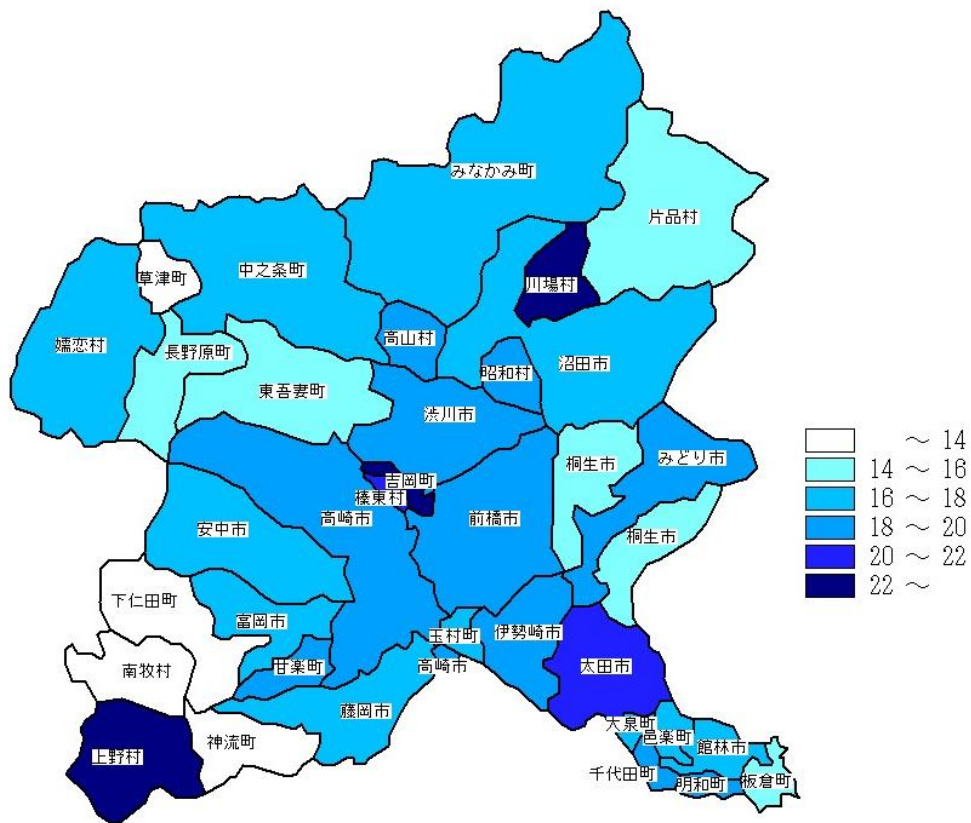 みなかみ町
片品村
中之条町
草津町
川場村
高山村
嬬恋村
長野原町
昭和村
沼田市
東吾妻町
渋川市
桐生市
みどり市
吉岡町
榛東村
高崎市
前橋市
安中市
桐生市
下仁田町
富岡市
玉村町
伊勢崎市
甘楽町
高崎市
太田市
南牧村
藤岡市
大泉町
邑楽町
神流町
館林市
上野村
千代田町
明和町
板倉町
～ 14
14 ～ 16
16 ～ 18
18 ～ 20
20 ～ 22
22 ～